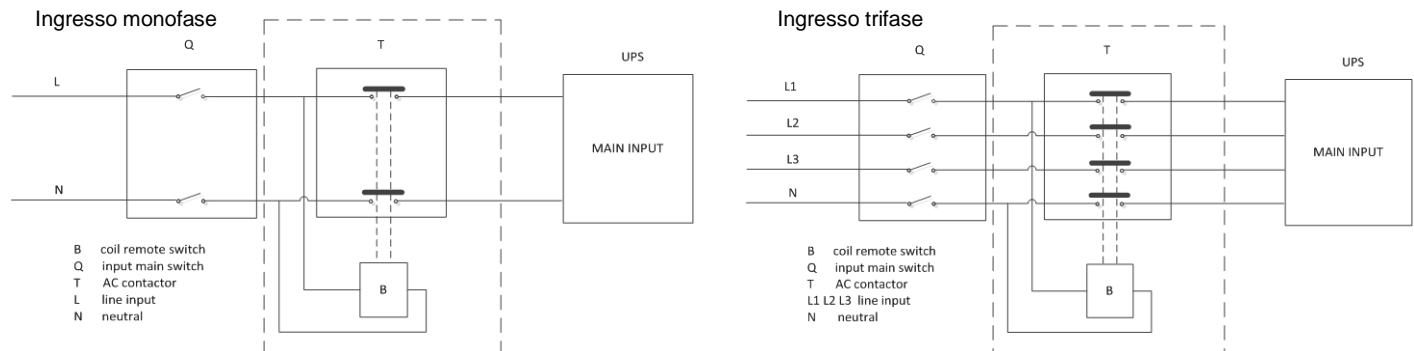 Ingresso monofase
Q
T
UPS
L
MAIN INPUT
N
B coil remote switch
Q input main switch
T AC contactor
L line input
N neutral
B
Ingresso trifase
Q
T
UPS
L1
L2
L3
MAIN INPUT
N
B coil remote switch
Q input main switch
T AC contactor
L1 L2 L3 line input
N neutral
B